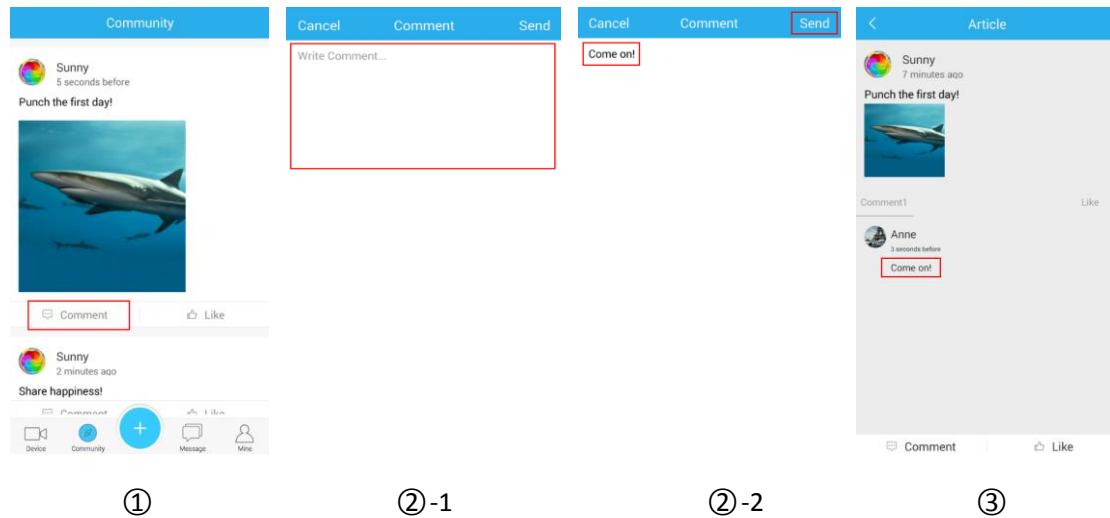 Community
Sunny
5 seconds before
Punch the first day!
Comment Like
Sunny
2 minutes ago
Share happiness!
Comment Like
+
Device Community Message Mine
①
Cancel Comment Send
Write Comment...
②-1
Cancel Comment Send
Come on!
②-2
< Article
Sunny
7 minutes ago
Punch the first day!
Comment1 Like
Anne
3 seconds before
Come on!
Comment Like
③